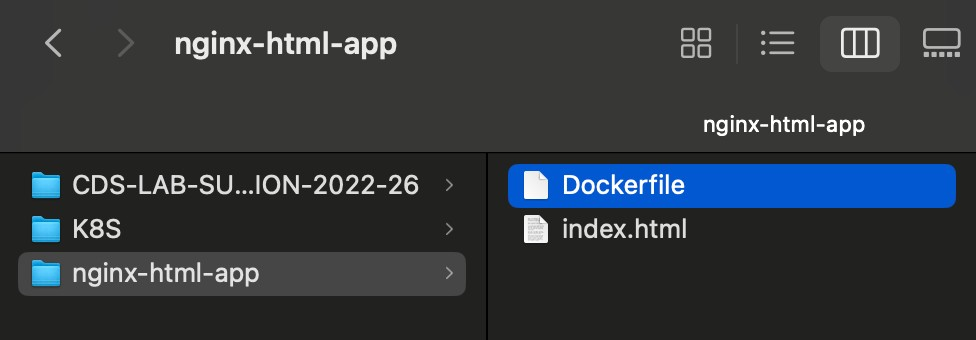 nginx-html-app
nginx-html-app
CDS-LAB-SU...ION-2022-26
K8S
nginx-html-app
Dockerfile
index.html